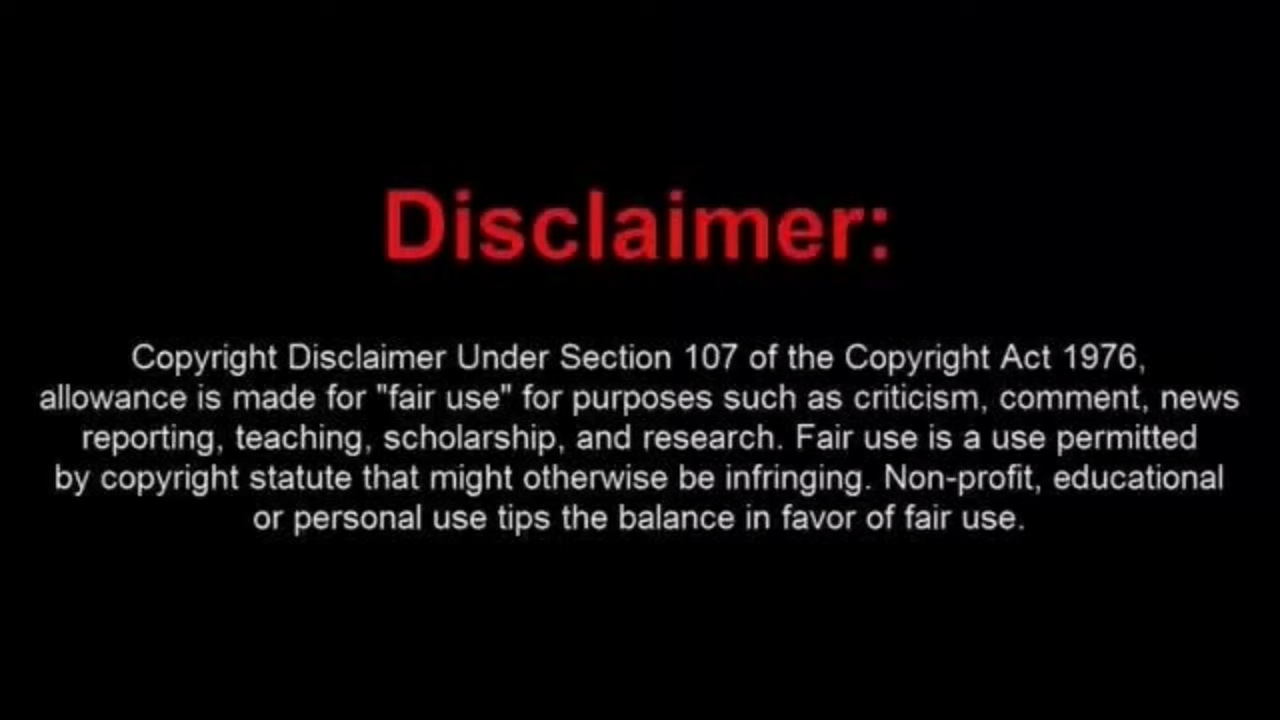 Disclaimer:
Copyright Disclaimer Under Section 107 of the Copyright Act 1976,
allowance is made for "fair use" for purposes such as criticism, comment, news
reporting, teaching, scholarship, and research. Fair use is a use permitted
by copyright statute that might otherwise be infringing. Non-profit, educational
or personal use tips the balance in favor of fair use.